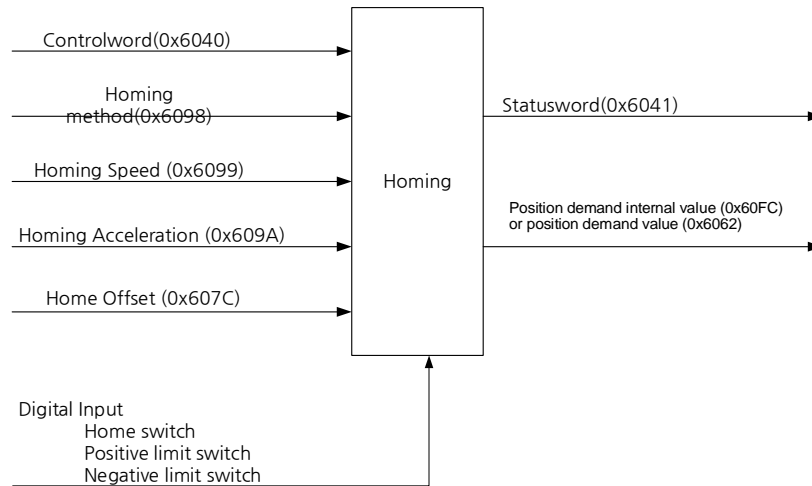 Controlword(0x6040)
Homing
method(0x6098)
Homing Speed (0x6099)
Homing Acceleration (0x609A)
Home Offset (0x607C)
Homing
Statusword(0x6041)
Position demand internal value (0x60FC)
or position demand value (0x6062)
Digital Input
Home switch
Positive limit switch
Negative limit switch